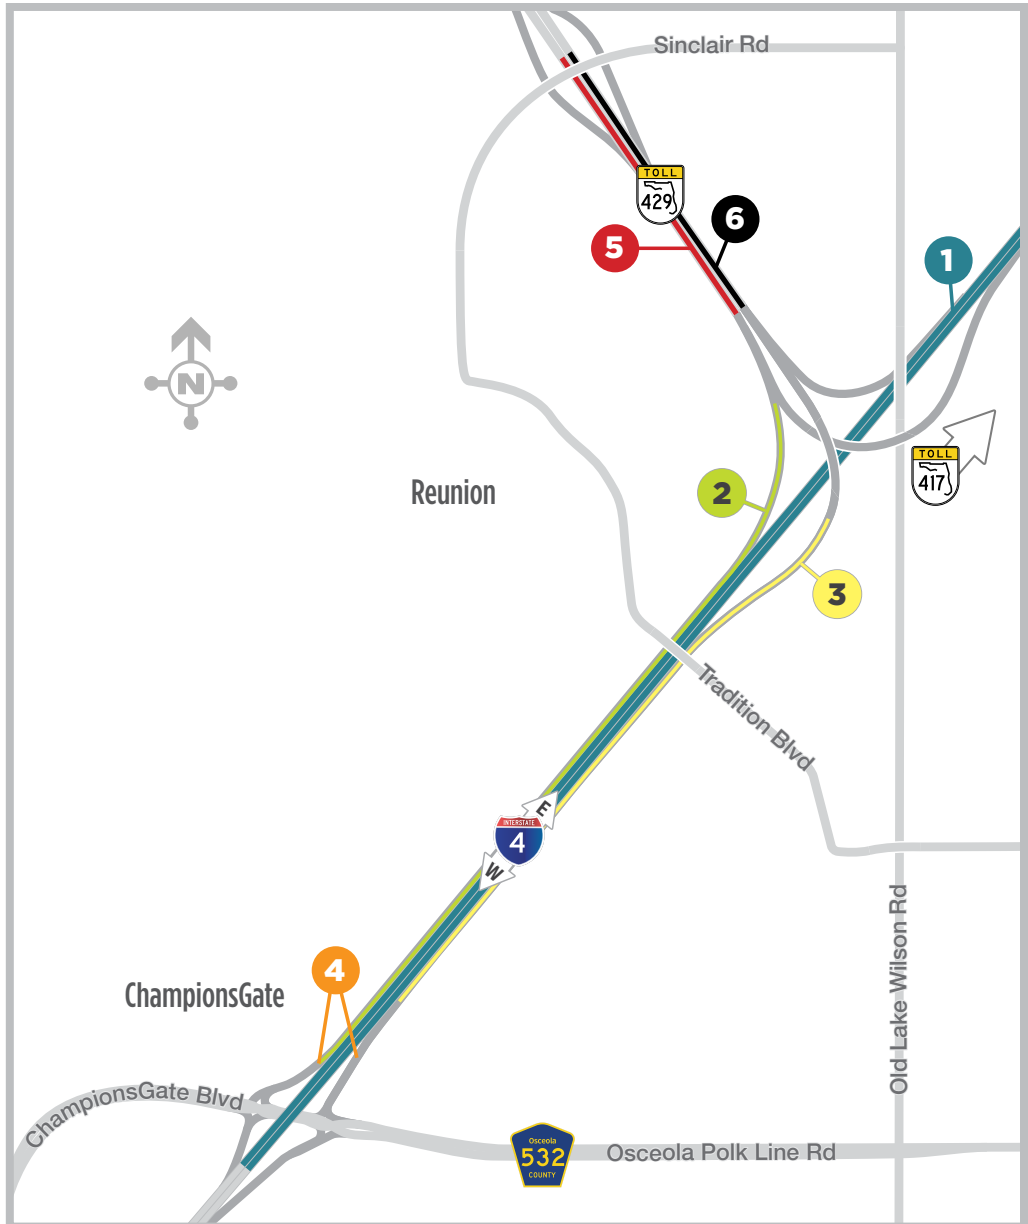 Sinclair Rd
TOLL
429
6
5
1
N
TOLL
417
Reunion
2
3
Tradition Blvd
E
INTERSTATE
4
W
Old Lake Wilson Rd
4
ChampionsGate
ChampionsGate Blvd
Osceola
532
COUNTY
Osceola Polk Line Rd